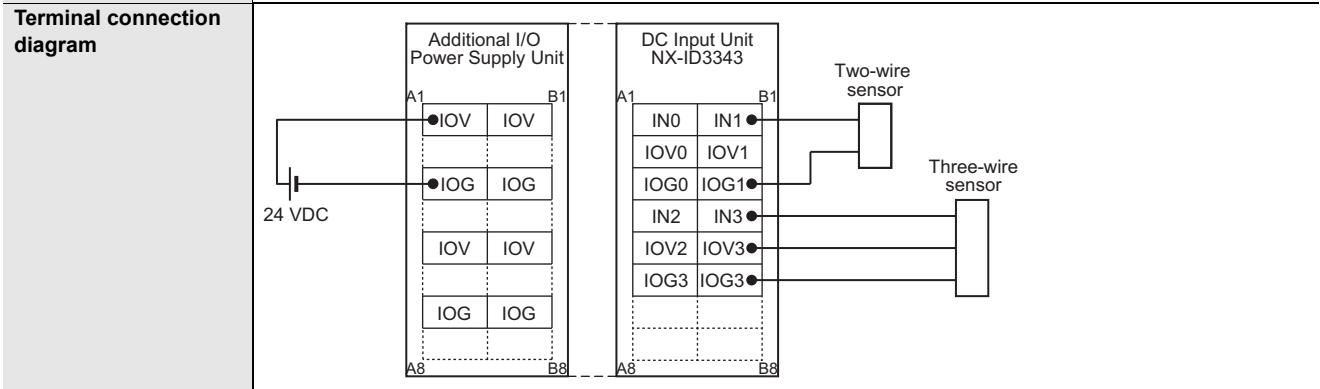 Terminal connection
diagram
Additional I/O
Power Supply Unit
A1 B1
IOV IOV
IOG IOG
IOV IOV
IOG IOG
A8 B8
24 VDC
DC Input Unit
NX-ID3343
A1 B1
IN0 IN1
IOV0 IOV1
IOG0 IOG1
IN2 IN3
IOV2 IOV3
IOG3 IOG3
A8 B8
Two-wire
sensor
Three-wire
sensor